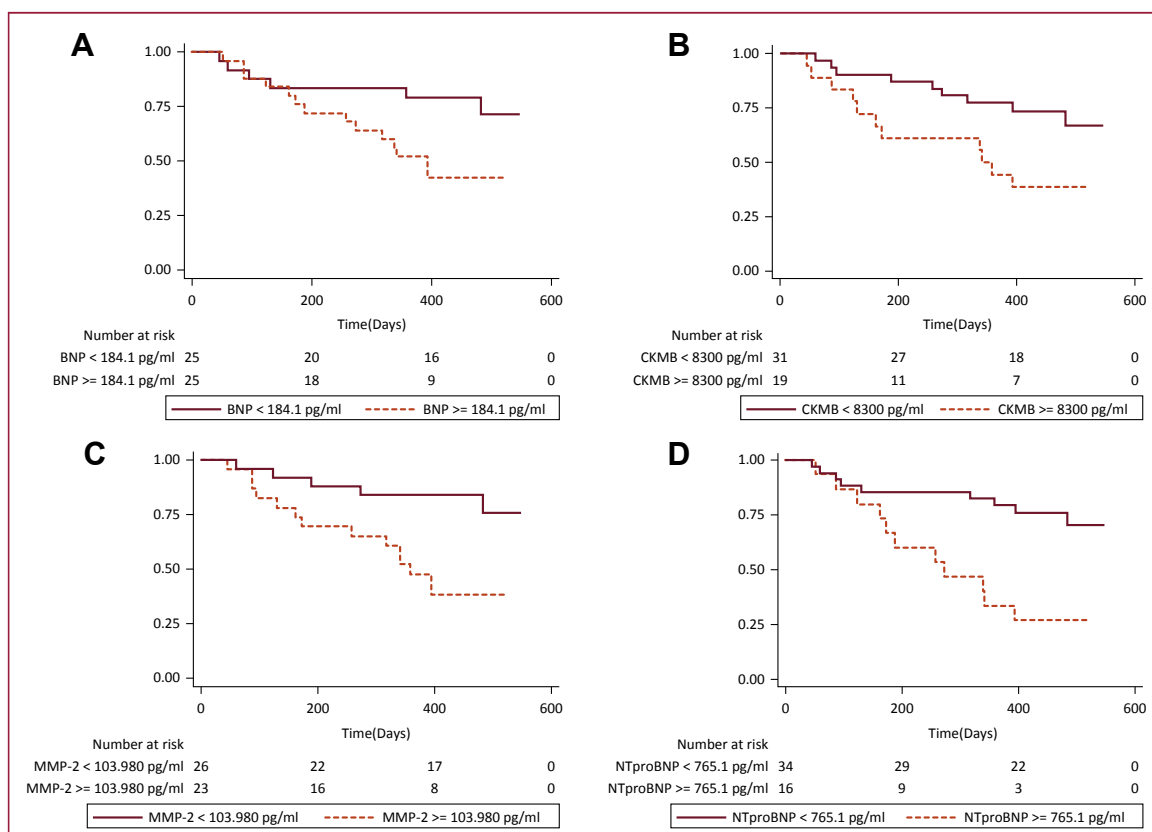 A
1.00
0.75
0.50
0.25
0.00
0 200 400 600
Time(Days)
Number at risk
BNP < 184.1 pg/ml 25 20 16 0
BNP >= 184.1 pg/ml 25 18 9 0
BNP < 184.1 pg/ml BNP >= 184.1 pg/ml
B
1.00
0.75
0.50
0.25
0.00
0 200 400 600
Time(Days)
Number at risk
CKMB < 8300 pg/ml 31 27 18 0
CKMB >= 8300 pg/ml 19 11 7 0
CKMB < 8300 pg/ml CKMB >= 8300 pg/ml
C
1.00
0.75
0.50
0.25
0.00
0 200 400 600
Time(Days)
Number at risk
MMP-2 < 103.980 pg/ml 26 22 17 0
MMP-2 >= 103.980 pg/ml 23 16 8 0
MMP-2 < 103.980 pg/ml MMP-2 >= 103.980 pg/ml
D
1.00
0.75
0.50
0.25
0.00
0 200 400 600
Time(Days)
Number at risk
NTproBNP < 765.1 pg/ml 34 29 22 0
NTproBNP >= 765.1 pg/ml 16 9 3 0
NTproBNP < 765.1 pg/ml NTproBNP >= 765.1 pg/ml